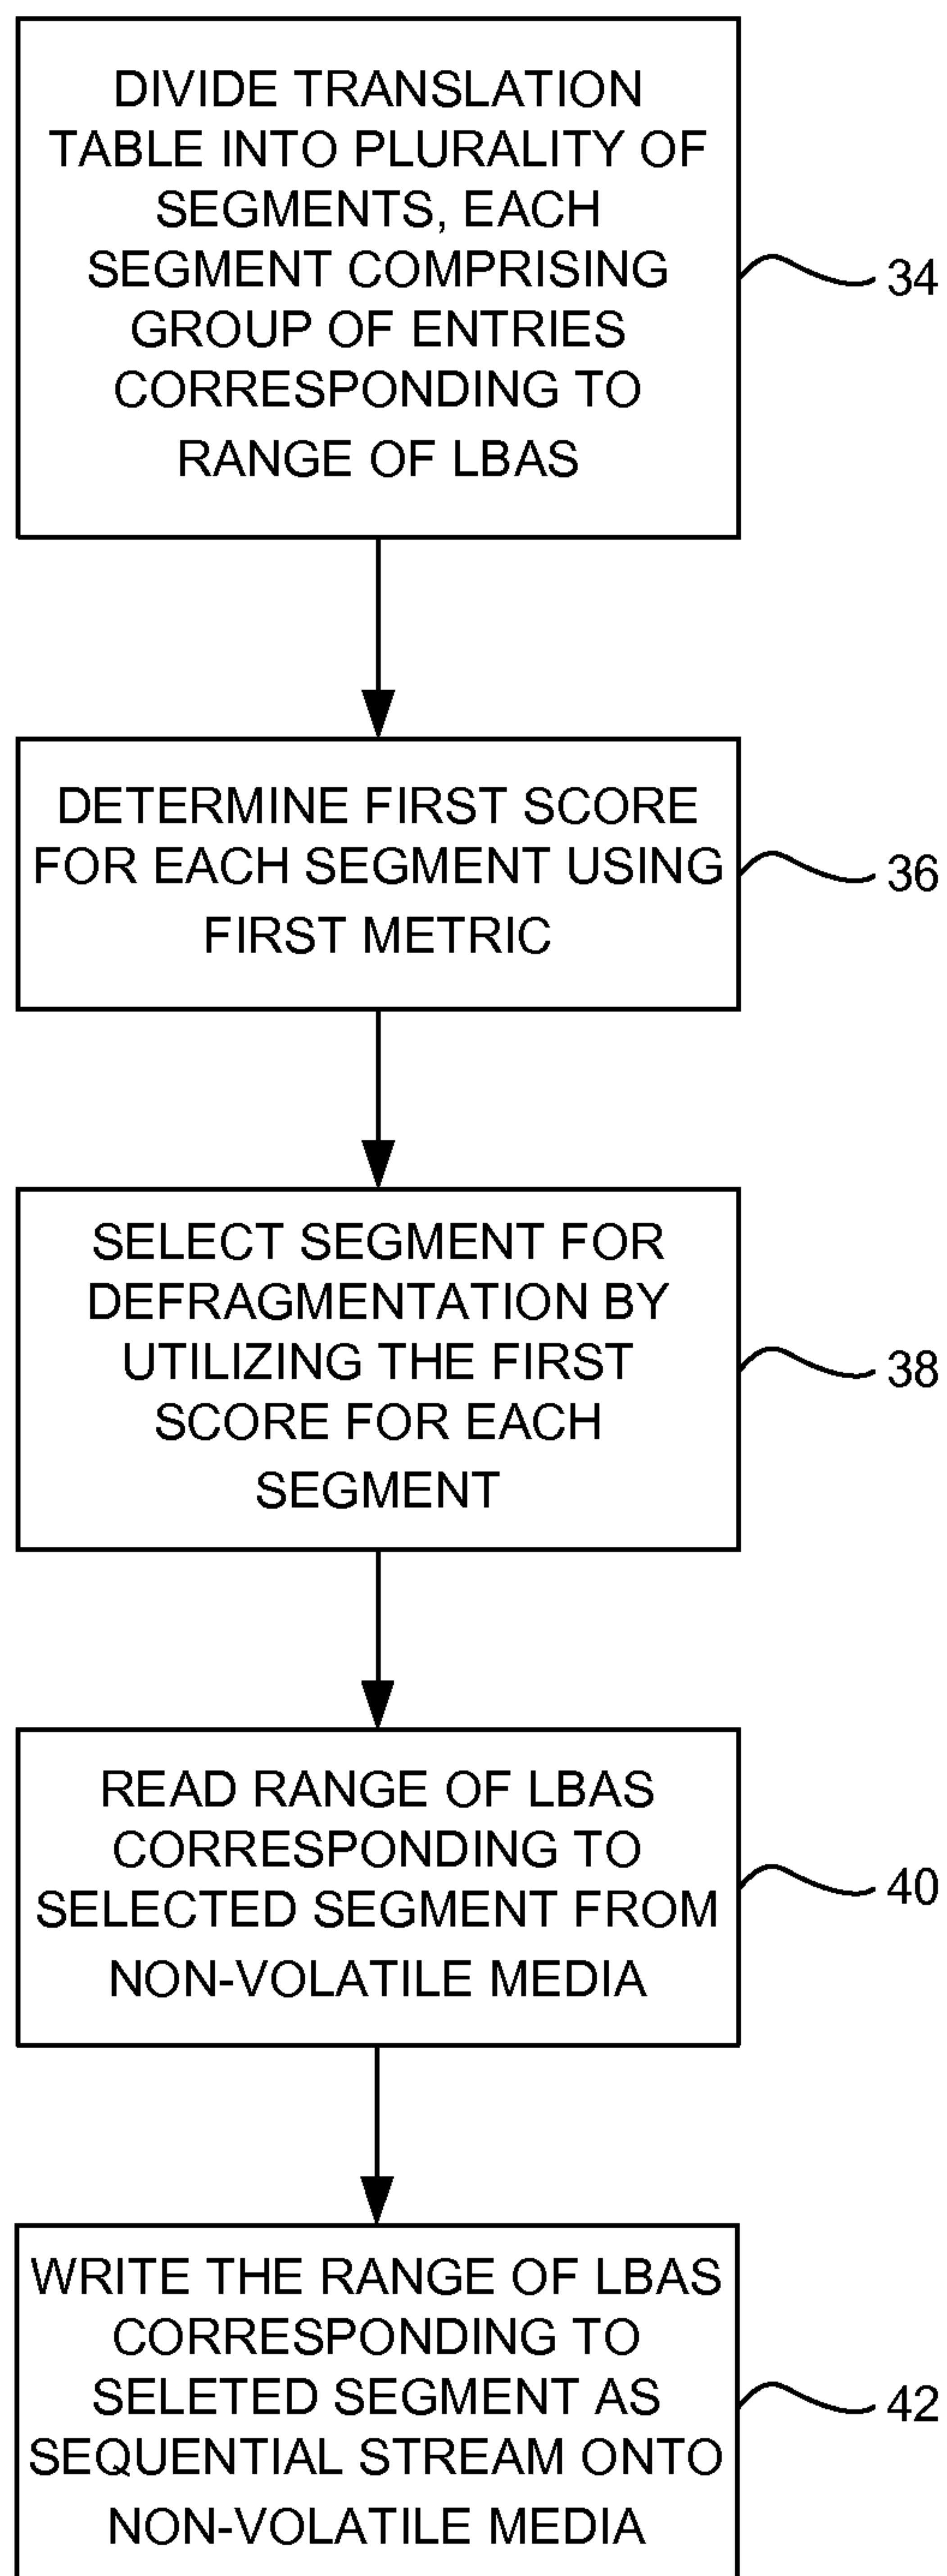 DIVIDE TRANSLATION
TABLE INTO PLURALITY OF
SEGMENTS, EACH
SEGMENT COMPRISING
GROUP OF ENTRIES
CORRESPONDING TO
RANGE OF LBAS
34
DETERMINE FIRST SCORE
FOR EACH SEGMENT USING
FIRST METRIC
36
SELECT SEGMENT FOR
DEFRAGMENTATION BY
UTILIZING THE FIRST
SCORE FOR EACH
SEGMENT
38
READ RANGE OF LBAS
CORRESPONDING TO
SELECTED SEGMENT FROM
NON-VOLATILE MEDIA
40
WRITE THE RANGE OF LBAS
CORRESPONDING TO
SELETED SEGMENT AS
SEQUENTIAL STREAM ONTO
NON-VOLATILE MEDIA
42